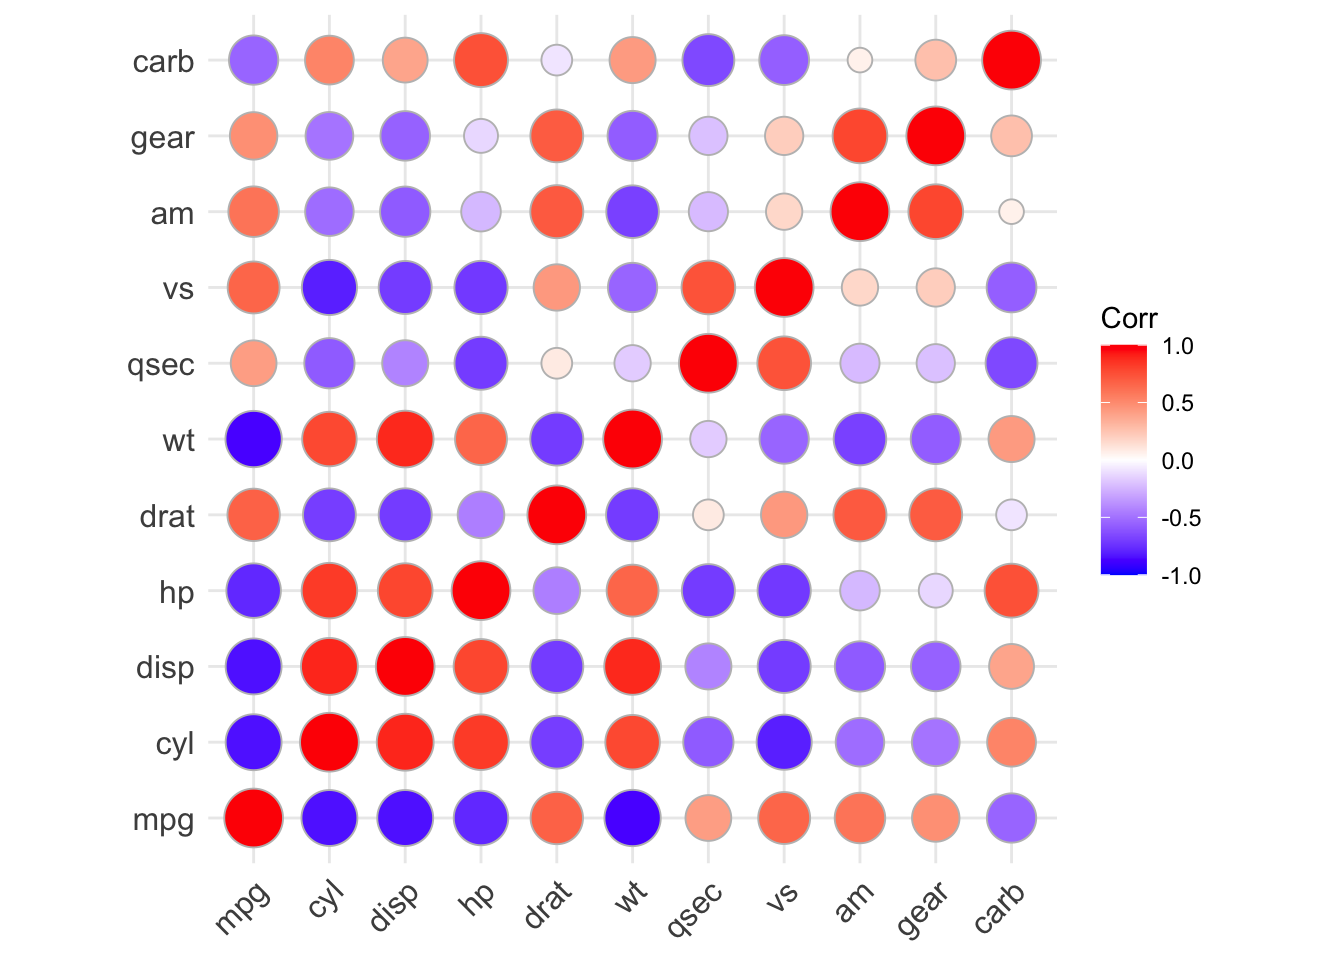 carb
gear
am
vs
qsec
wt
drat
hp
disp
cyl
mpg
mpg
cyl
disp
hp
drat
wt
qsec
vs
am
gear
carb
Corr
1.0
0.5
0.0
-0.5
-1.0